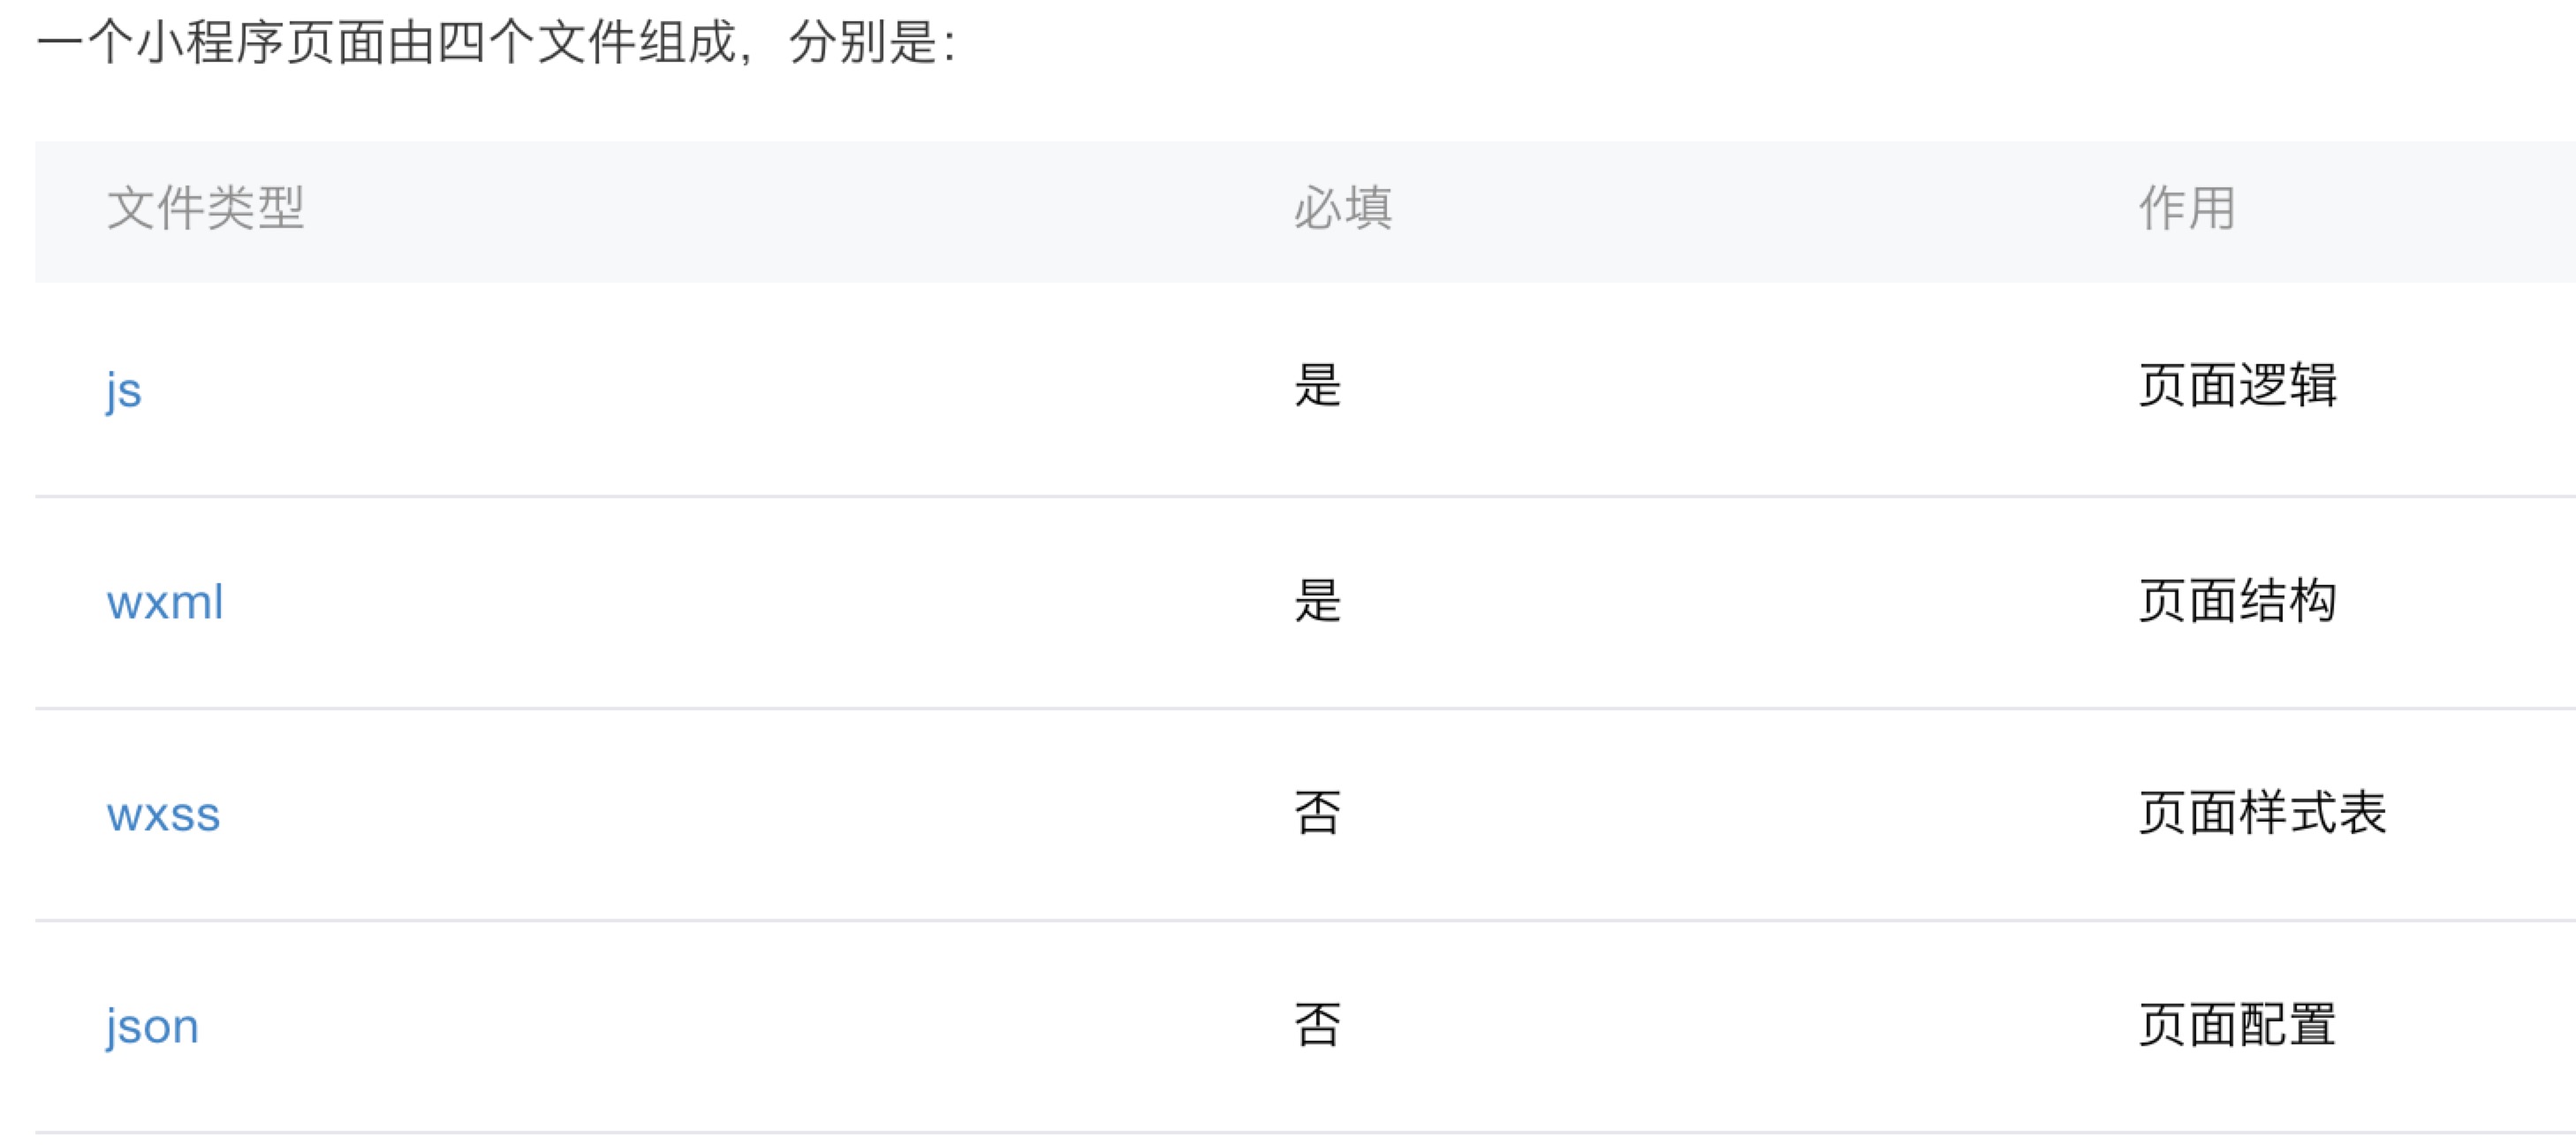 一个小程序页面由四个文件组成，分别是：
文件类型 必填 作用
js 是 页面逻辑
wxml 是 页面结构
wxss 否 页面样式表
json 否 页面配置